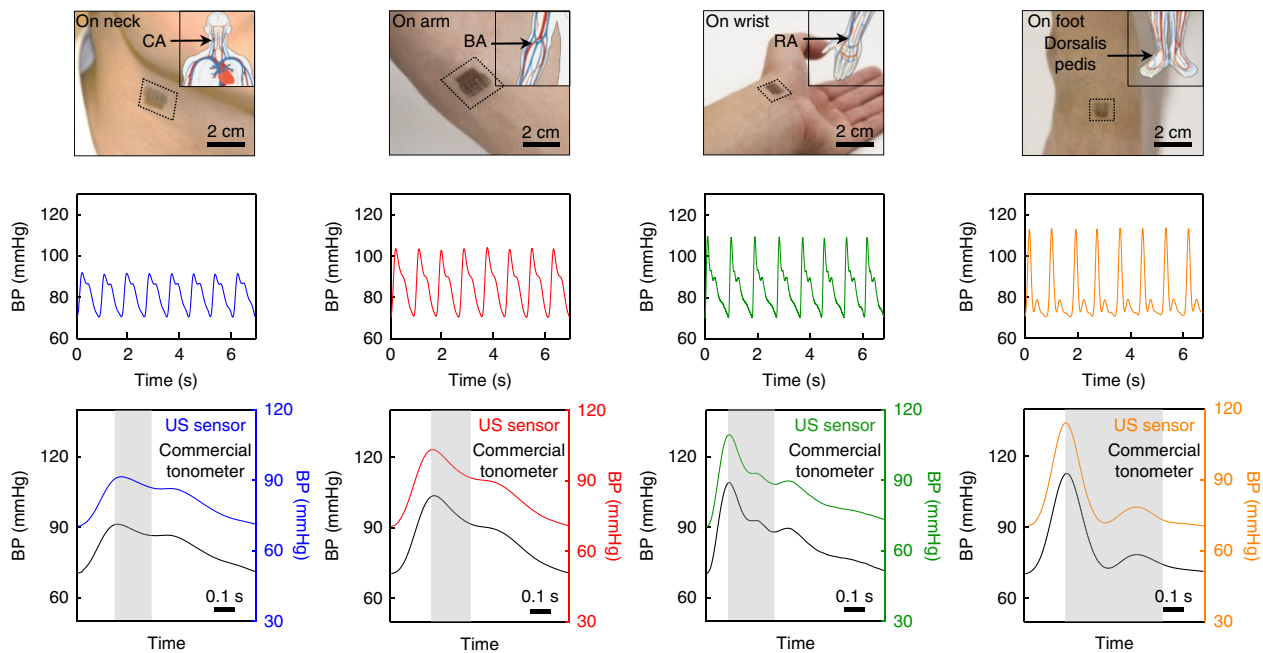 On neck
CA
2 cm
On arm
BA
2 cm
On wrist
RA
2 cm
On foot
Dorsalis
pedis
2 cm
BP (mmHg)
120
100
80
60
0 2 4 6
Time (s)
BP (mmHg)
120
100
80
60
0 2 4 6
Time (s)
BP (mmHg)
120
100
80
60
0 2 4 6
Time (s)
BP (mmHg)
120
100
80
60
0 2 4 6
Time (s)
BP (mmHg)
120
90
60
US sensor
Commercial
tonometer
0.1 s
Time
120
90
60
30
BP (mmHg)
BP (mmHg)
120
90
60
US sensor
Commercial
tonometer
0.1 s
Time
120
90
60
30
BP (mmHg)
BP (mmHg)
120
90
60
US sensor
Commercial
tonometer
0.1 s
Time
120
90
60
30
BP (mmHg)
BP (mmHg)
120
90
60
US sensor
Commercial
tonometer
0.1 s
Time
120
90
60
30
BP (mmHg)